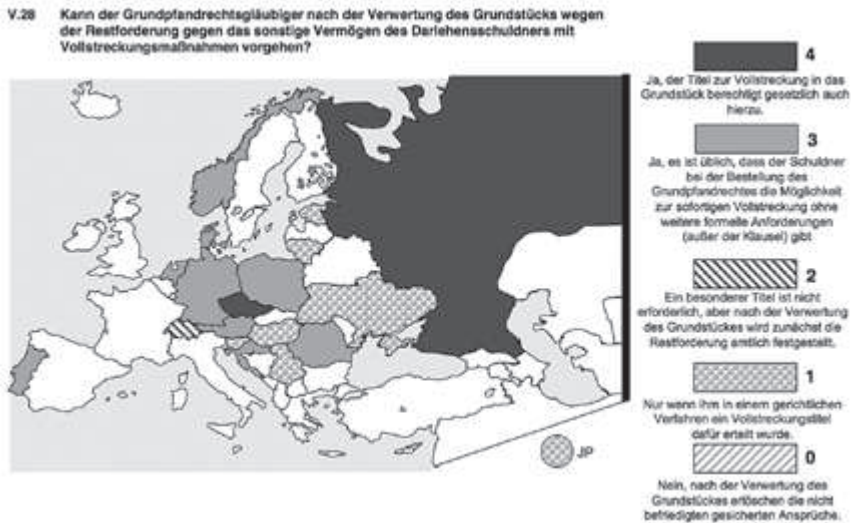 V.28 Kann der Grundpfandrechtsgläubiger nach der Verwertung des Grundstücks wegen
der Restforderung gegen das sonstige Vermögen des Darlehensschuldners mit
Vollstreckungsmaßnahmen vorgehen?
4
Ja, der Titel zur Vollstreckung in das
Grundstück berechtigt gesetzlich auch
hierzu.
3
Ja, es ist üblich, dass der Schuldner
bei der Bestellung des
Grundpfandrechtes die Möglichkeit
zur sofortigen Vollstreckung ohne
weitere formelle Anforderungen
(außer der Klausel) gibt
2
Ein besonderer Titel ist nicht
erforderlich, aber nach der Verwertung
des Grundstückes wird zunächst die
Restforderung amtlich festgestellt.
1
Nur wenn ihm in einem gerichtlichen
Verfahren ein Vollstreckungstitel
dafür erteilt wurde.
0
Nein, nach der Verwertung des
Grundstückes erlöschen die nicht
befriedigten gesicherten Ansprüche.
JP